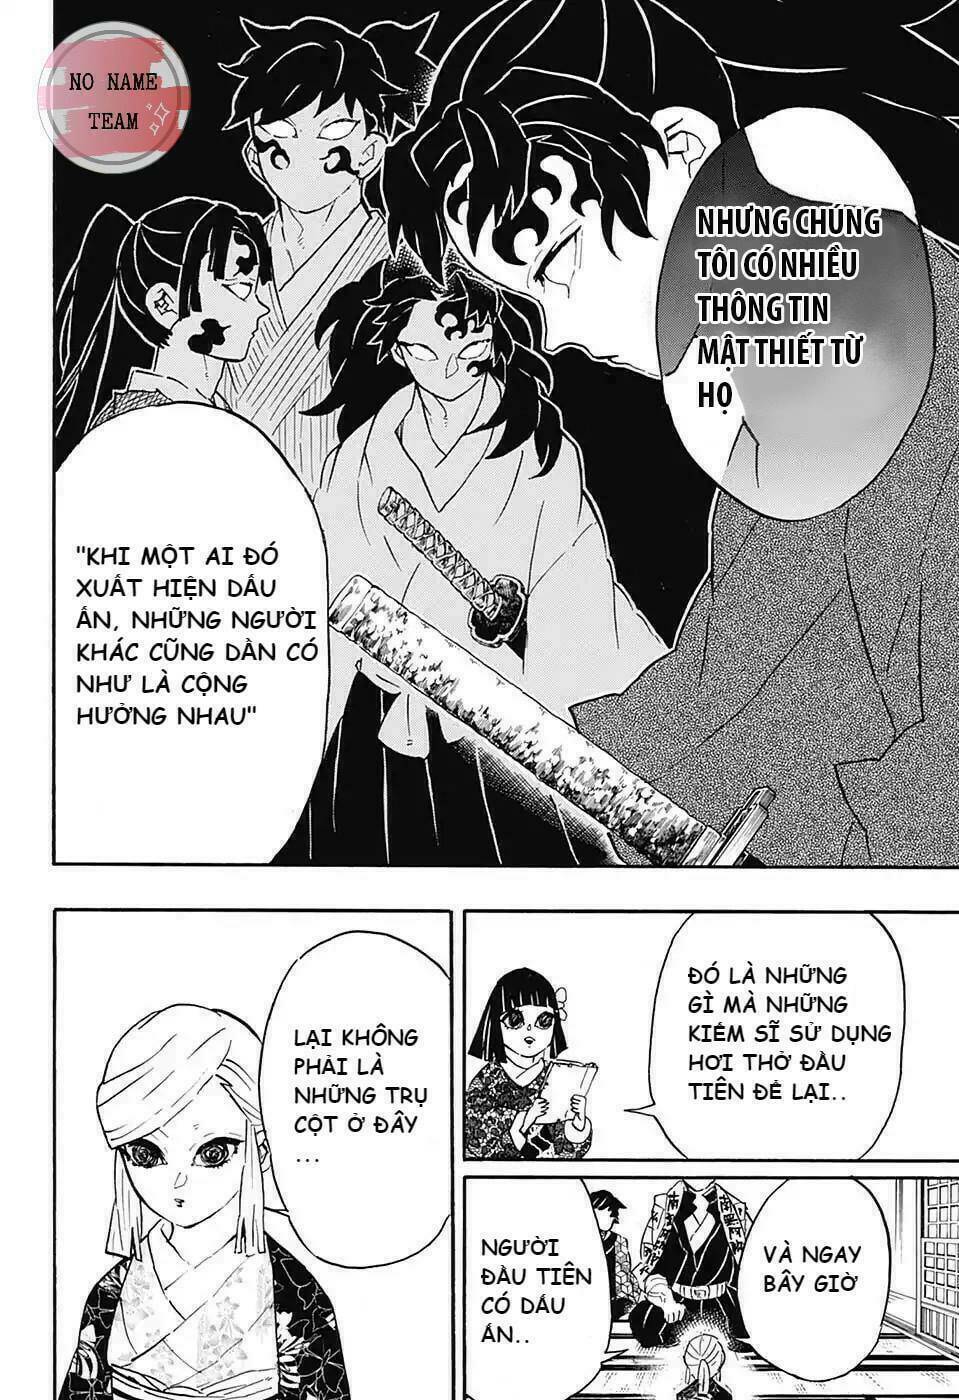 NO NAME
TEAM
NHƯNG CHÚNG
TÔI CÓ NHIỀU
THÔNG TIN
MẬT THIẾT TỪ
HỌ
"KHI MỘT AI ĐÓ
XUẤT HIỆN DẤU
ẤN, NHỮNG NGƯỜI
KHÁC CŨNG DẦN CÓ
NHƯ LÀ CỘNG
HƯỞNG NHAU"
ĐÓ LÀ NHỮNG
GÌ MÀ NHỮNG
KIẾM SĨ SỬ DỤNG
HƠI THỞ ĐẦU
TIÊN ĐỂ LẠI..
LẠI KHÔNG
PHẢI LÀ
NHỮNG TRỤ
CỘT Ở ĐÂY
...
VÀ NGAY
BÂY GIỜ
NGƯỜI
ĐẦU TIÊN
CÓ DẤU
ẤN..